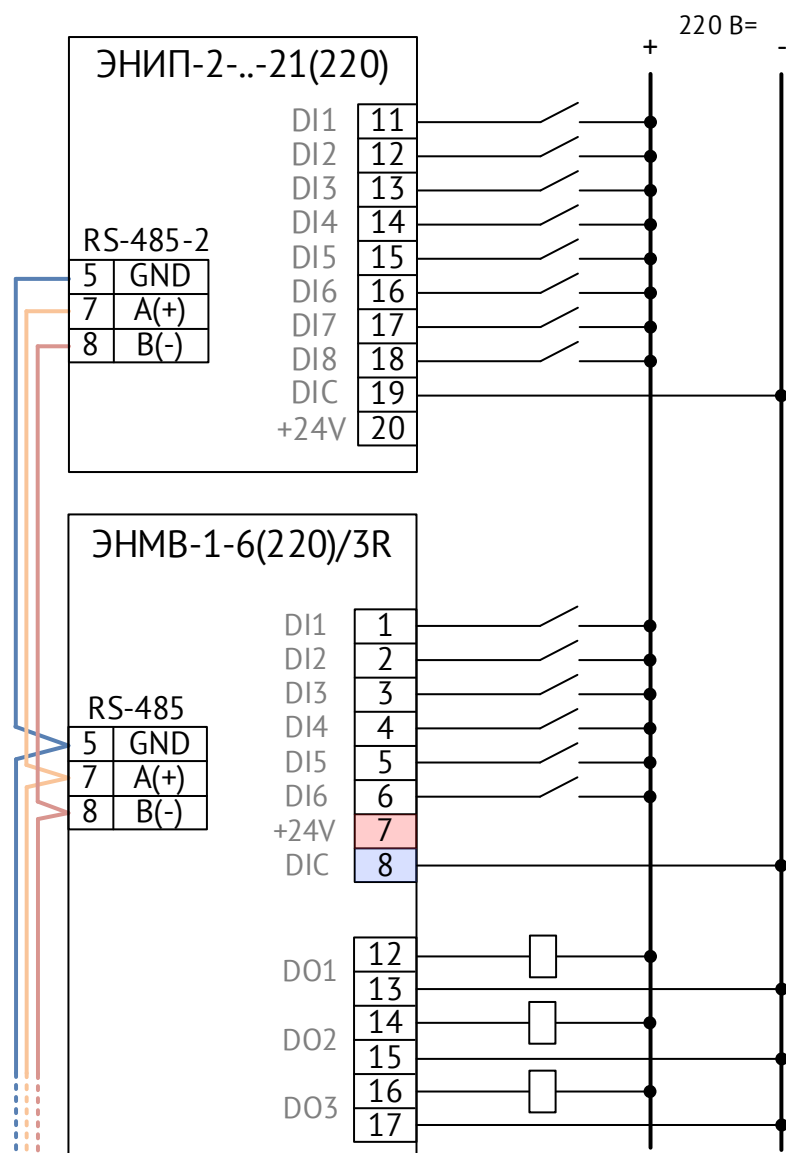 220 В=
+ -
ЭНИП-2-..-21(220)
DI1 11
DI2 12
DI3 13
DI4 14
DI5 15
DI6 16
DI7 17
DI8 18
DIC 19
+24V 20
RS-485-2
5 GND
7 A(+)
8 B(-)
ЭНМВ-1-6(220)/3R
DI1 1
DI2 2
DI3 3
DI4 4
DI5 5
DI6 6
+24V 7
DIC 8
RS-485
5 GND
7 A(+)
8 B(-)
DO1 12
13
DO2 14
15
DO3 16
17